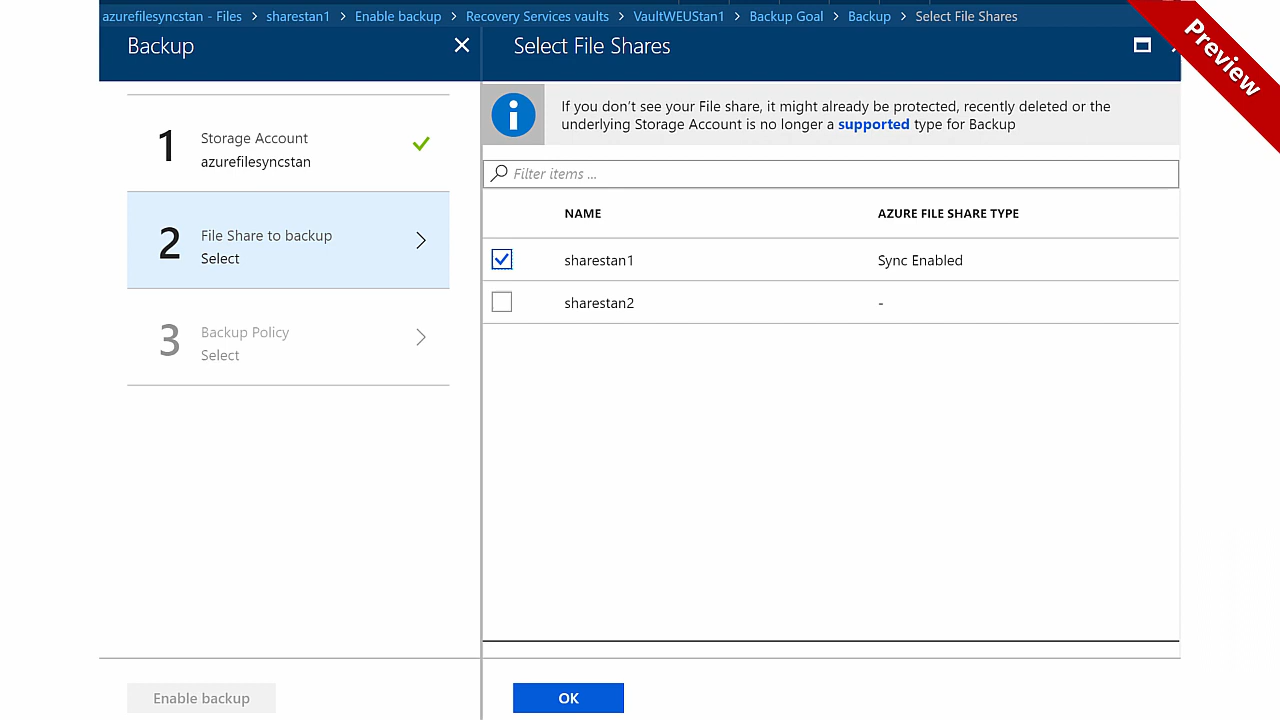 azurefilesyncstan - Files > sharestan1 > Enable backup > Recovery Services vaults > VaultWEUStan1 > Backup Goal > Backup > Select File Shares
Preview
Backup
Select File Shares
1
Storage Account
azurefilesyncstan
2
File Share to backup
Select
3
Backup Policy
Select
Enable backup
If you don't see your File share, it might already be protected, recently deleted or the
underlying Storage Account is no longer a supported type for Backup
Filter items ...
NAME AZURE FILE SHARE TYPE
sharestan1 Sync Enabled
sharestan2 -
OK